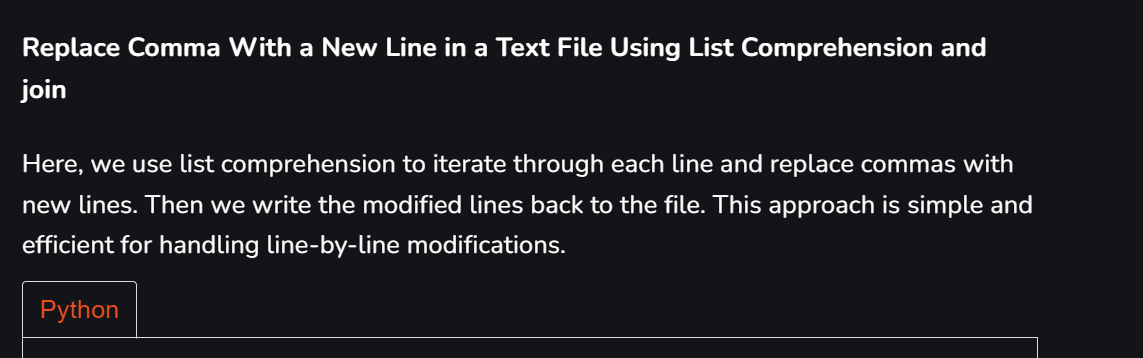 Replace Comma With a New Line in a Text File Using List Comprehension and
join
Here, we use list comprehension to iterate through each line and replace commas with
new lines. Then we write the modified lines back to the file. This approach is simple and
efficient for handling line-by-line modifications.
Python